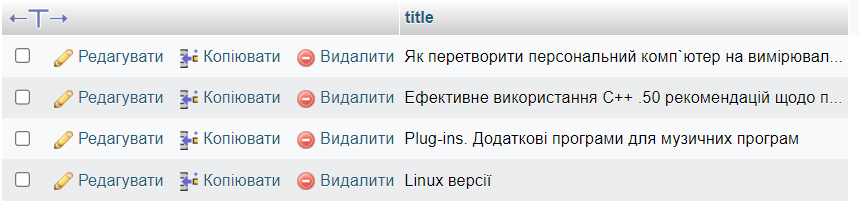 title
Редагувати Копіювати Видалити Як перетворити персональний комп`ютер на вимірювал...
Редагувати Копіювати Видалити Ефективне використання C++ .50 рекомендацій щодо п...
Редагувати Копіювати Видалити Plug-ins. Додаткові програми для музичних програм
Редагувати Копіювати Видалити Linux версії